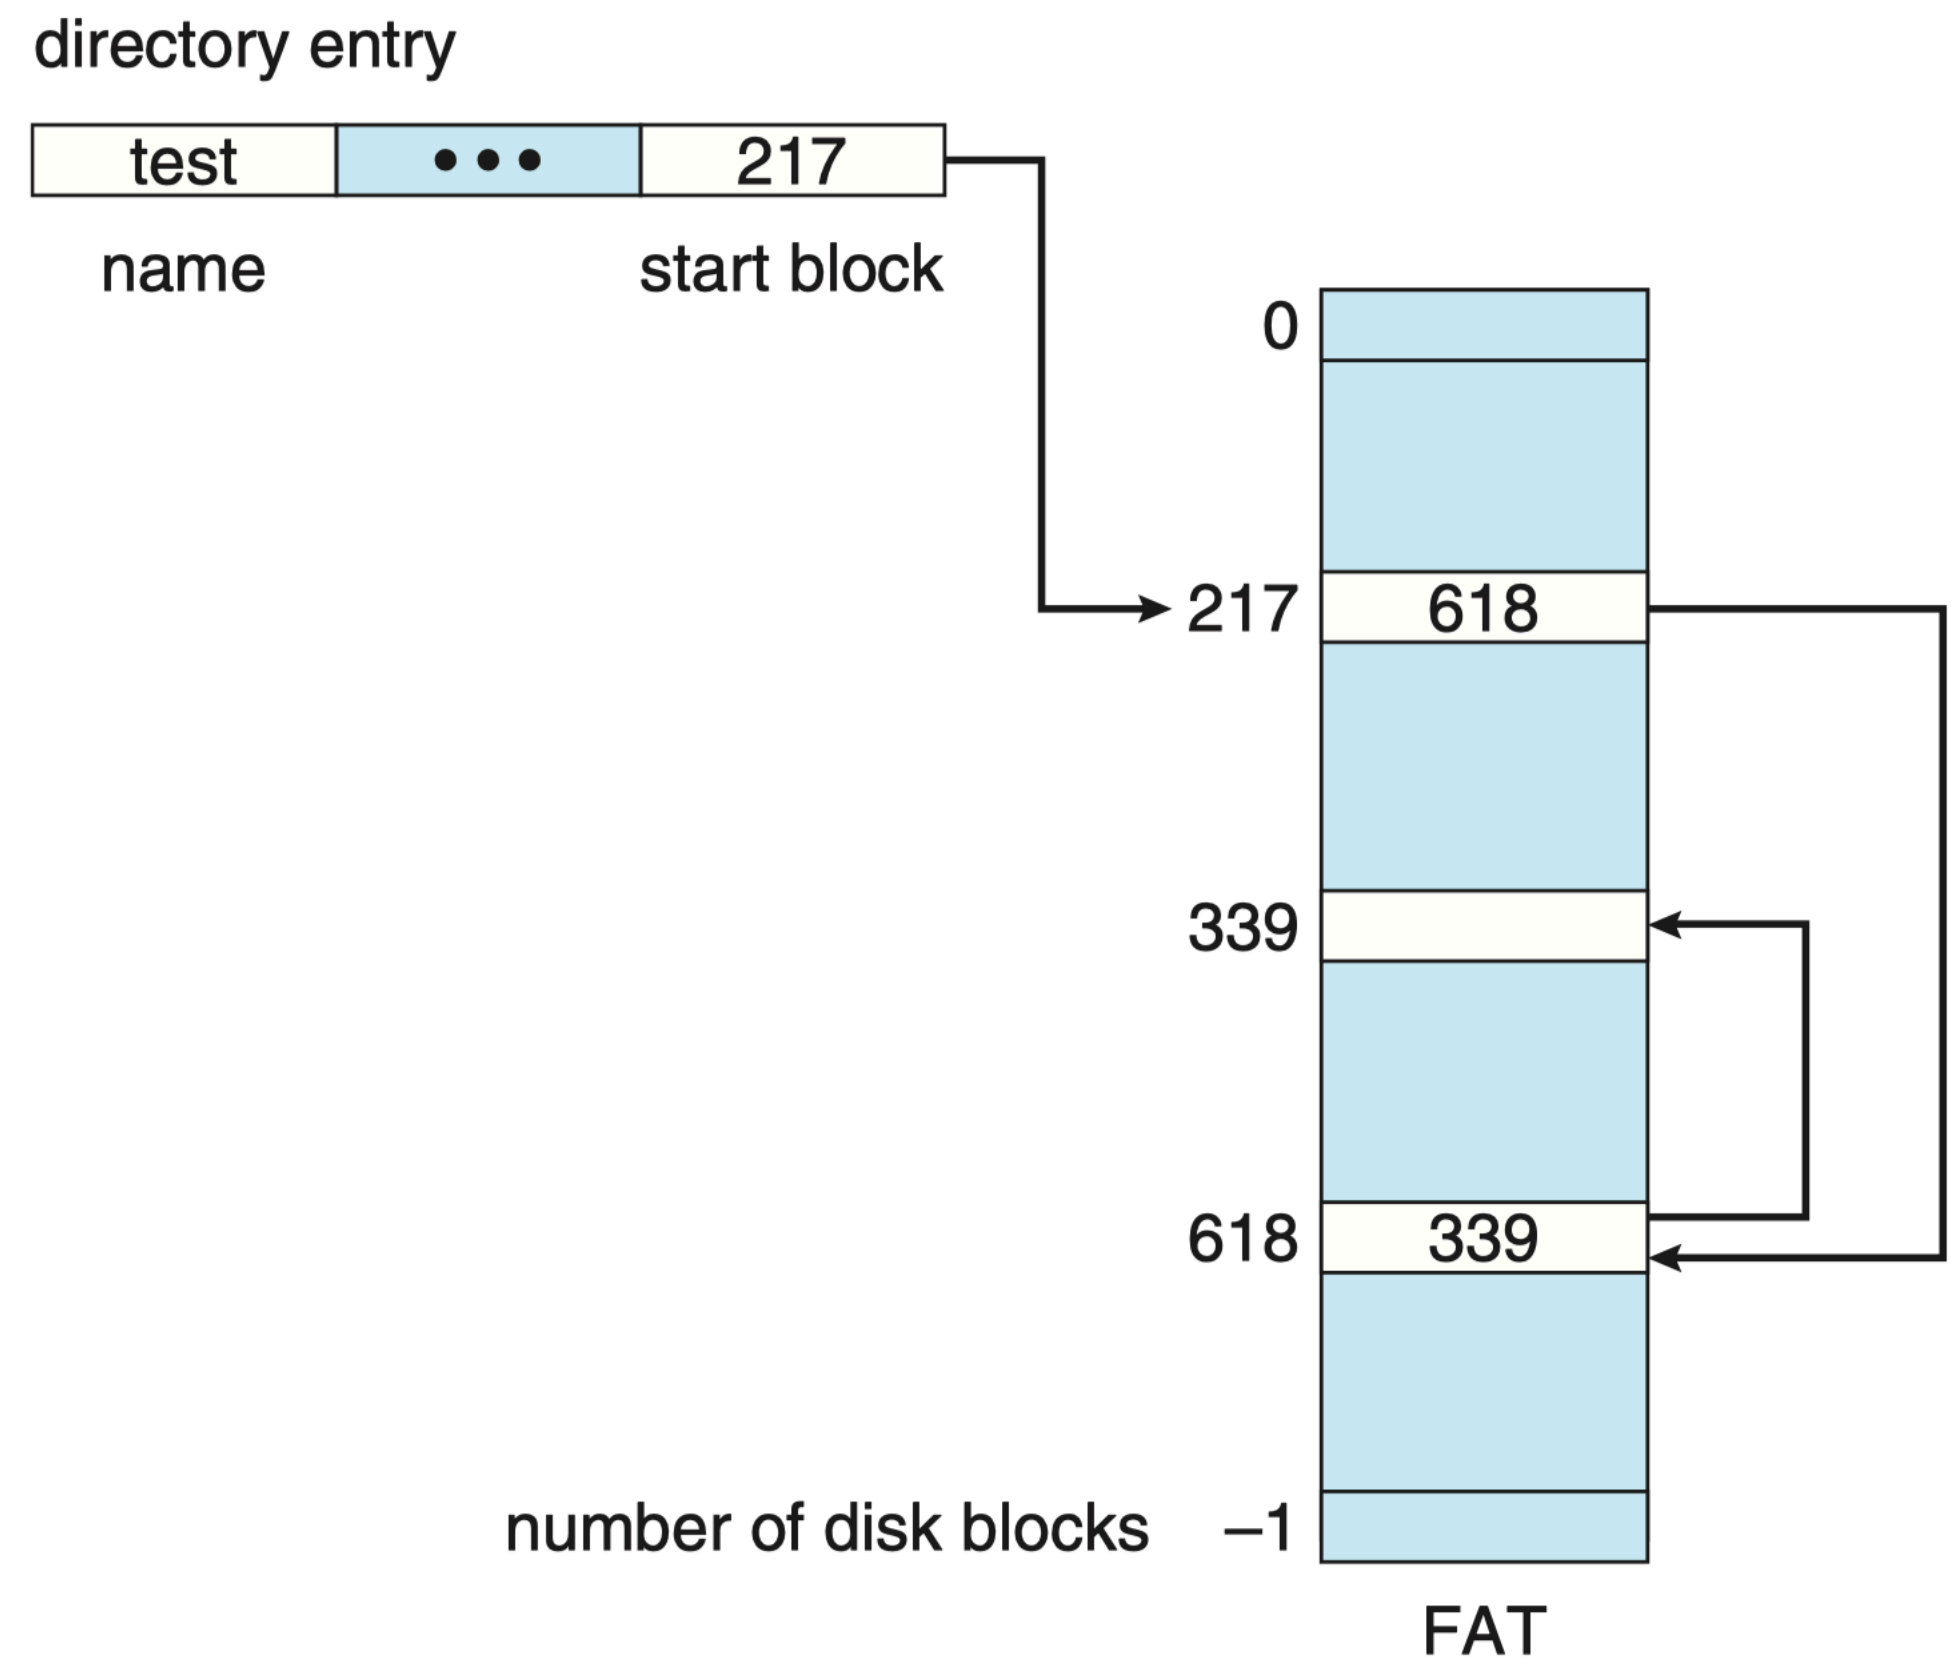 directory entry
test ••• 217
name start block
0
217 618
339
618 339
number of disk blocks –1
FAT